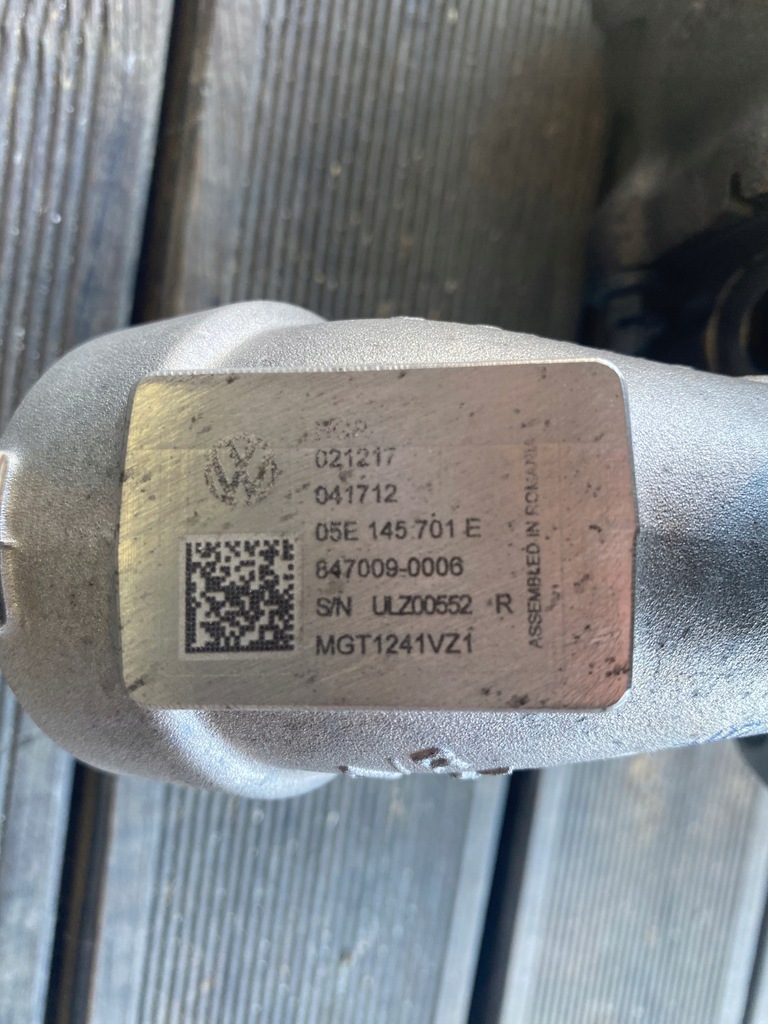 021217
041712
05E 145 701 E
847009-0006
S/N ULZ00552 R
MGT1241VZ1
ASSEMBLED IN ROMANIA